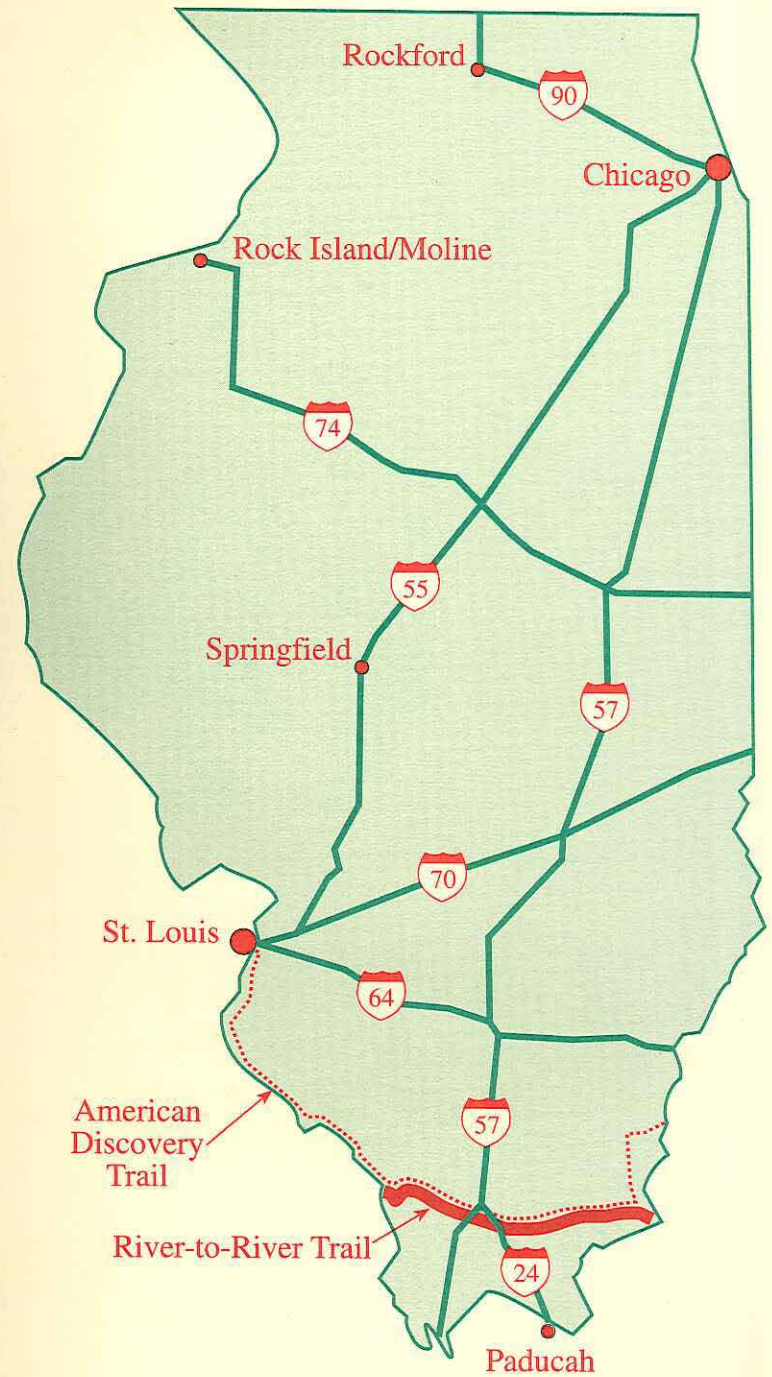 Rockford
90
Chicago
Rock Island/Moline
74
55
Springfield
57
70
St. Louis
64
American
Discovery
Trail
57
River-to-River Trail
24
Paducah